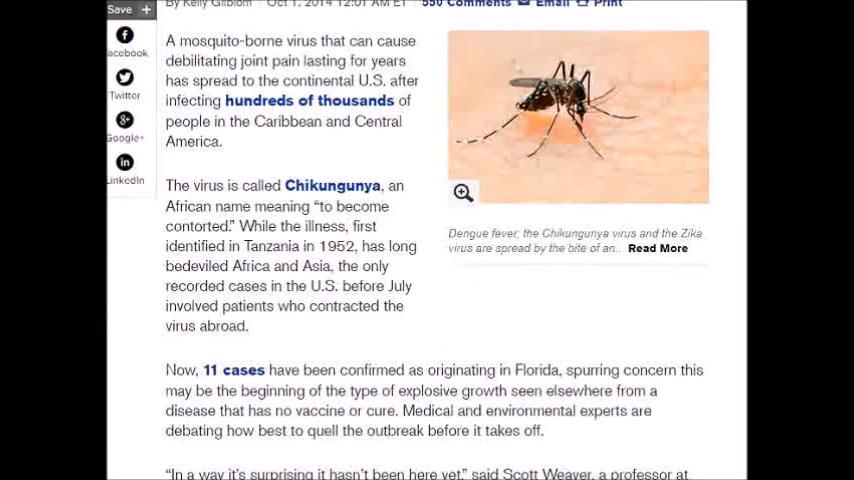 Save +
By Kelly Gilblom | Oct 1, 2014 12:01 AM ET | 550 Comments Email Print
acebook
Twitter
Google+
LinkedIn
A mosquito-borne virus that can cause
debilitating joint pain lasting for years
has spread to the continental U.S. after
infecting hundreds of thousands of
people in the Caribbean and Central
America.
The virus is called Chikungunya, an
African name meaning “to become
contorted.” While the illness, first
identified in Tanzania in 1952, has long
bedeviled Africa and Asia, the only
recorded cases in the U.S. before July
involved patients who contracted the
virus abroad.
Dengue fever, the Chikungunya virus and the Zika
virus are spread by the bite of an... Read More
Now, 11 cases have been confirmed as originating in Florida, spurring concern this
may be the beginning of the type of explosive growth seen elsewhere from a
disease that has no vaccine or cure. Medical and environmental experts are
debating how best to quell the outbreak before it takes off.
“In a way it’s surprising it hasn’t been here yet,” said Scott Weaver, a professor at